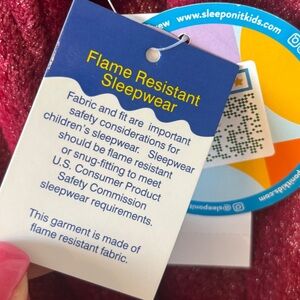 Flame Resistant
Sleepwear
Fabric and fit are important
safety considerations for
children's sleepwear. Sleepwear
should be flame resistant
or snug-fitting to meet
U.S. Consumer Product
Safety Commission
sleepwear requirements.
This garment is made of
flame resistant fabric.
www.sleeponitkids.com